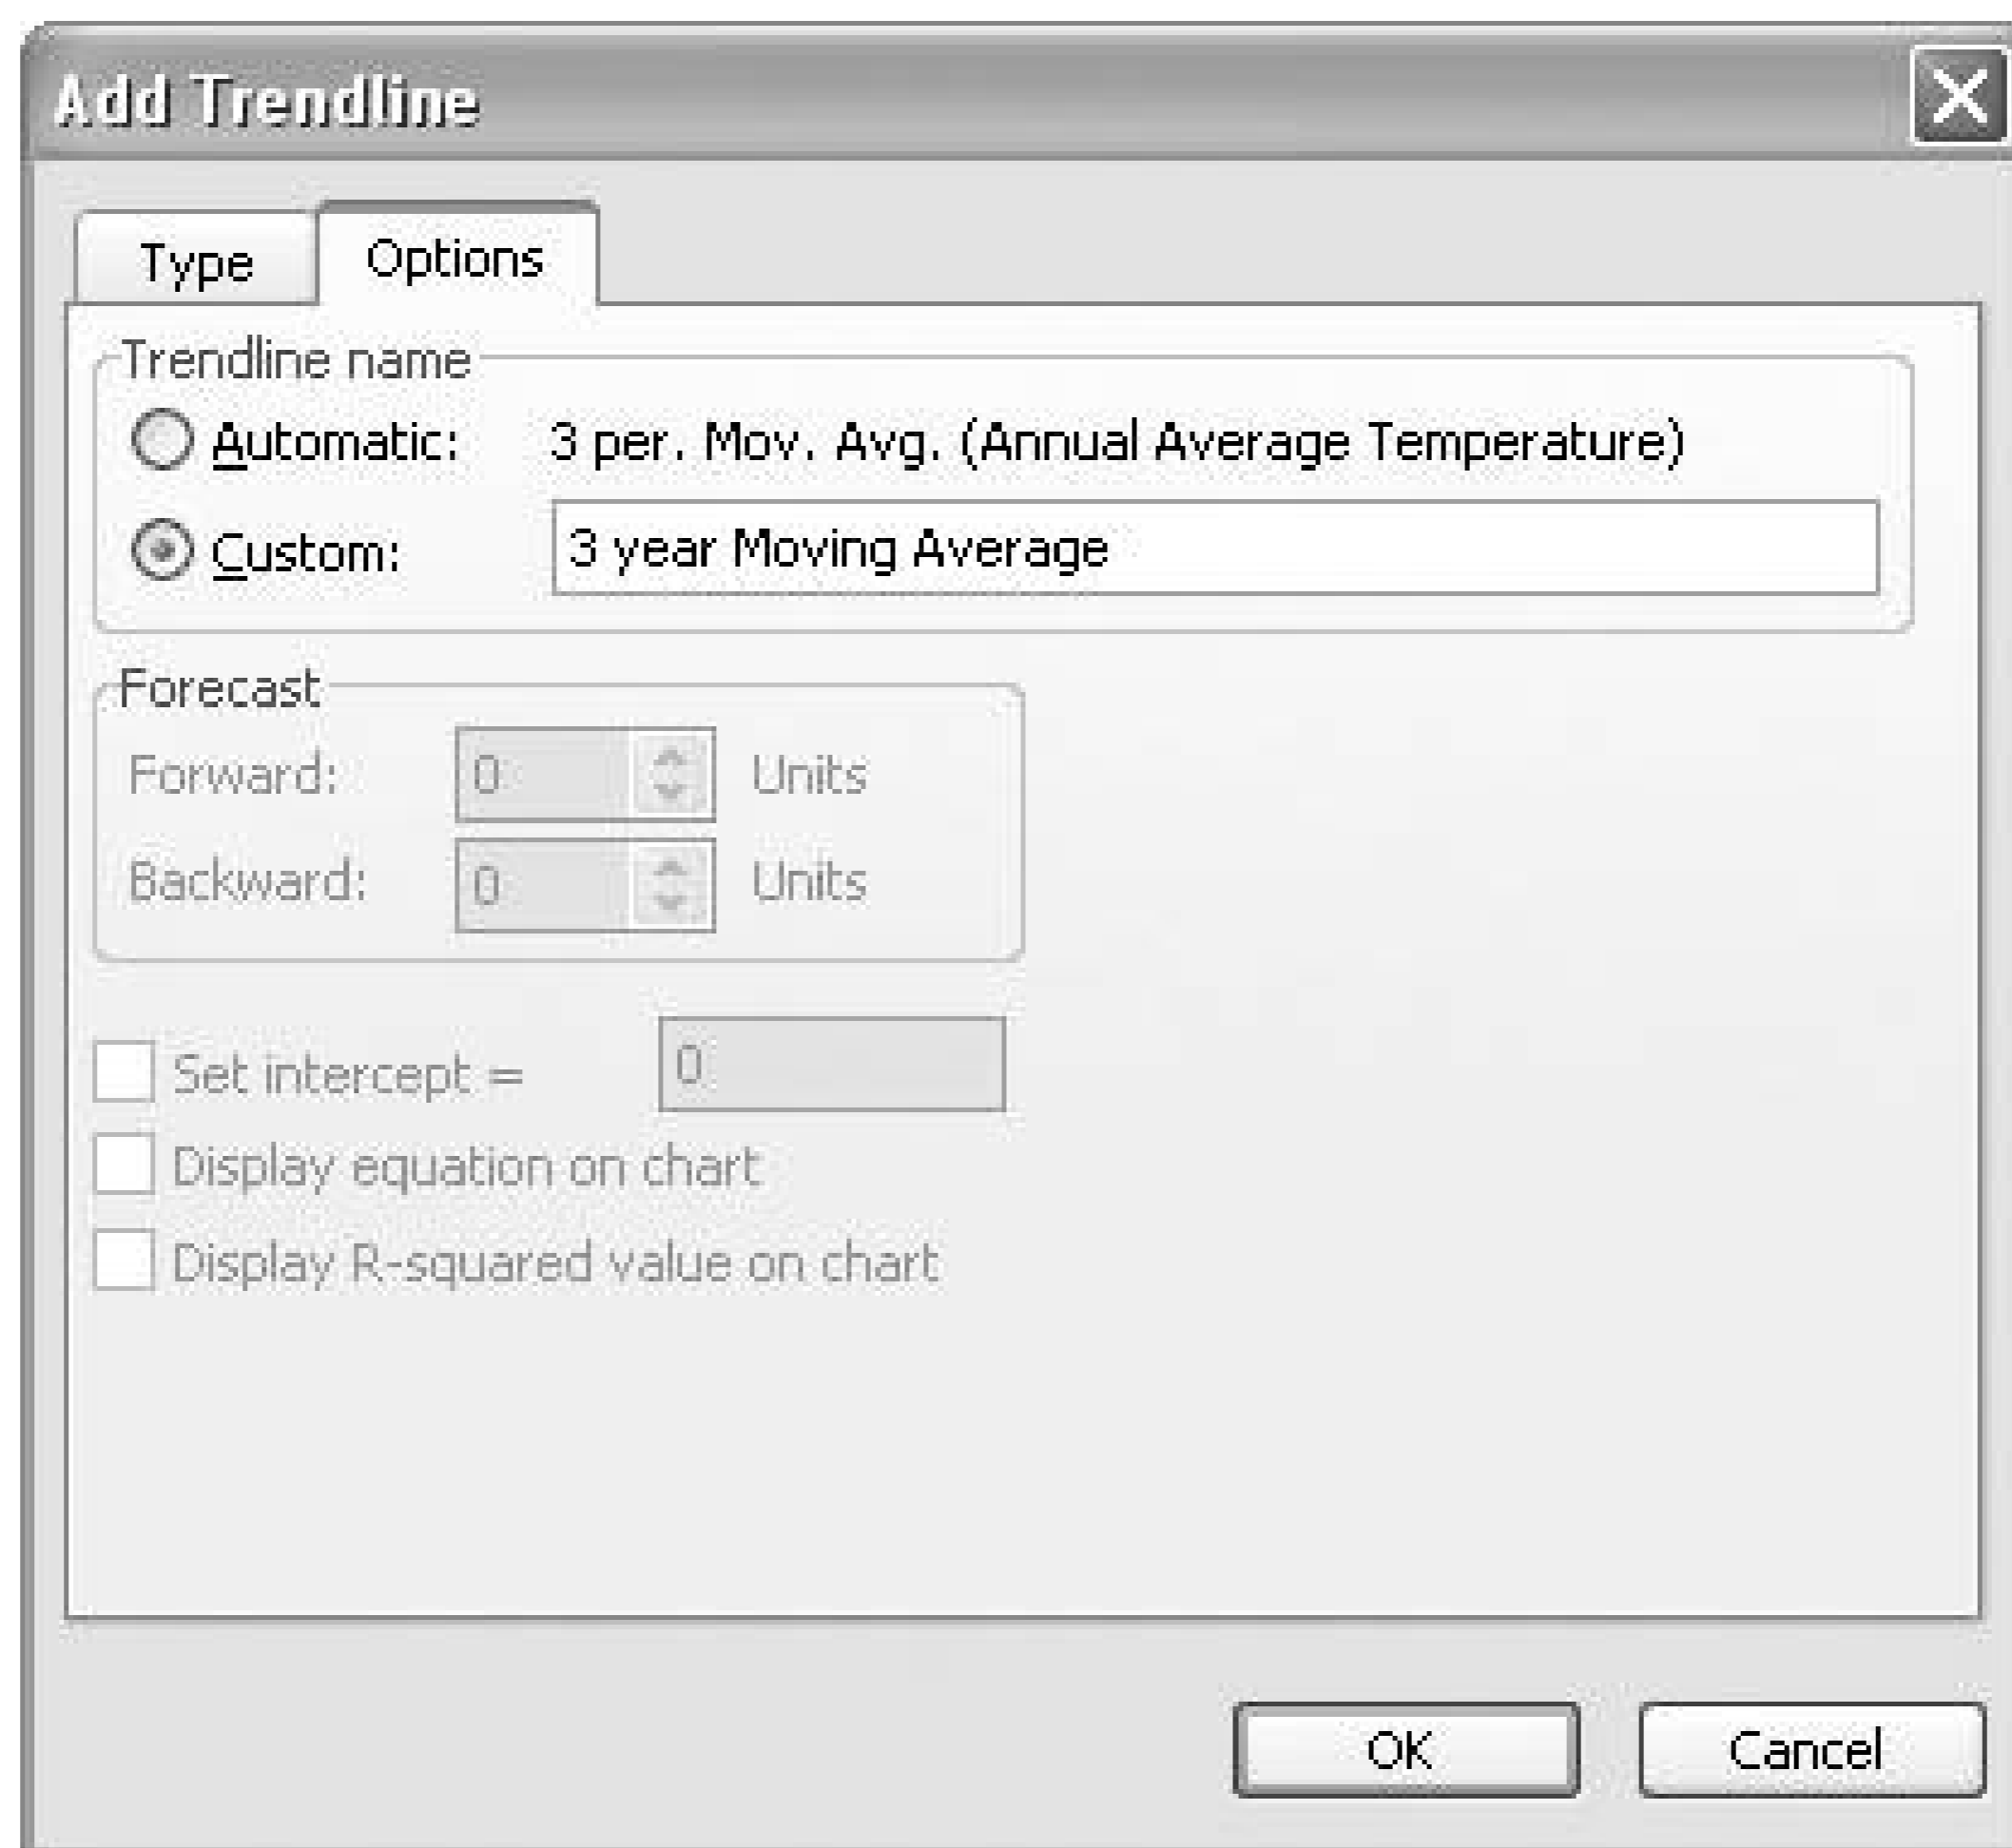 Add Trendline
Type Options
Trendline name
Automatic: 3 per. Mov. Avg. (Annual Average Temperature)
Custom: 3 year Moving Average
Forecast
Forward: 0 Units
Backward: 0 Units
Set intercept = 0
Display equation on chart
Display R-squared value on chart
OK Cancel